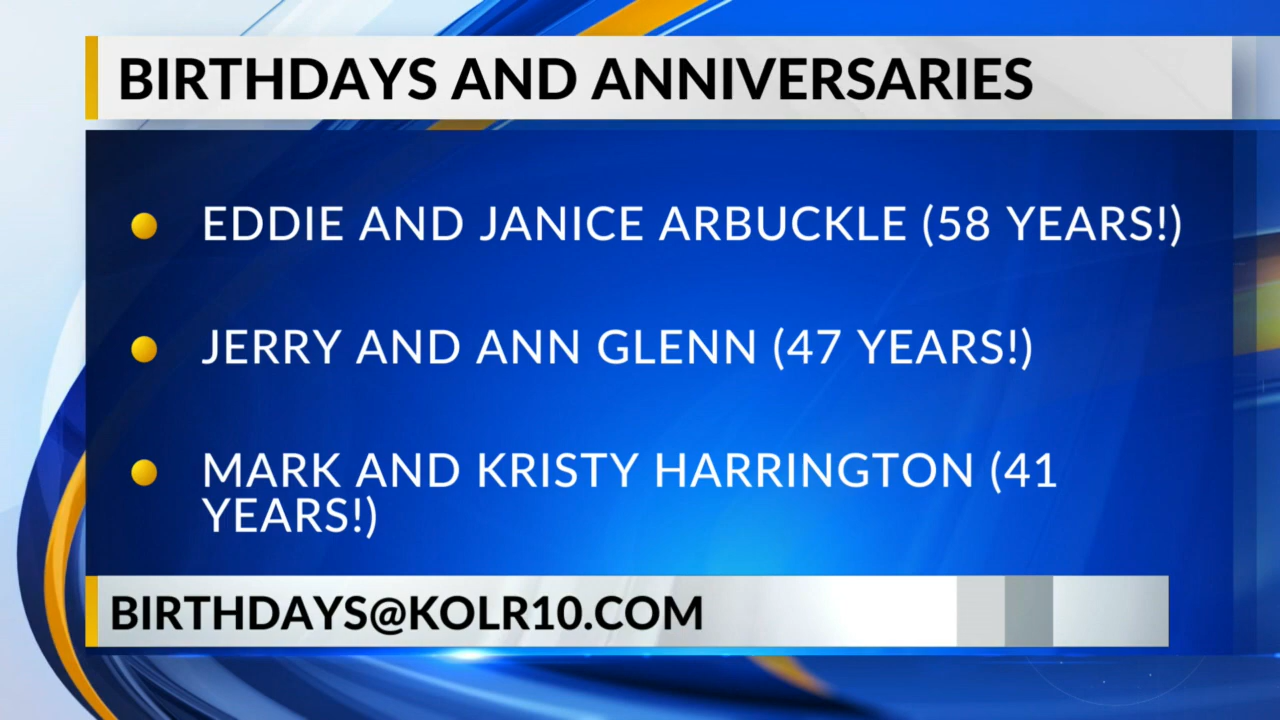 BIRTHDAYS AND ANNIVERSARIES
EDDIE AND JANICE ARBUCKLE (58 YEARS!)
JERRY AND ANN GLENN (47 YEARS!)
MARK AND KRISTY HARRINGTON (41
YEARS!)
BIRTHDAYS@KOLR10.COM